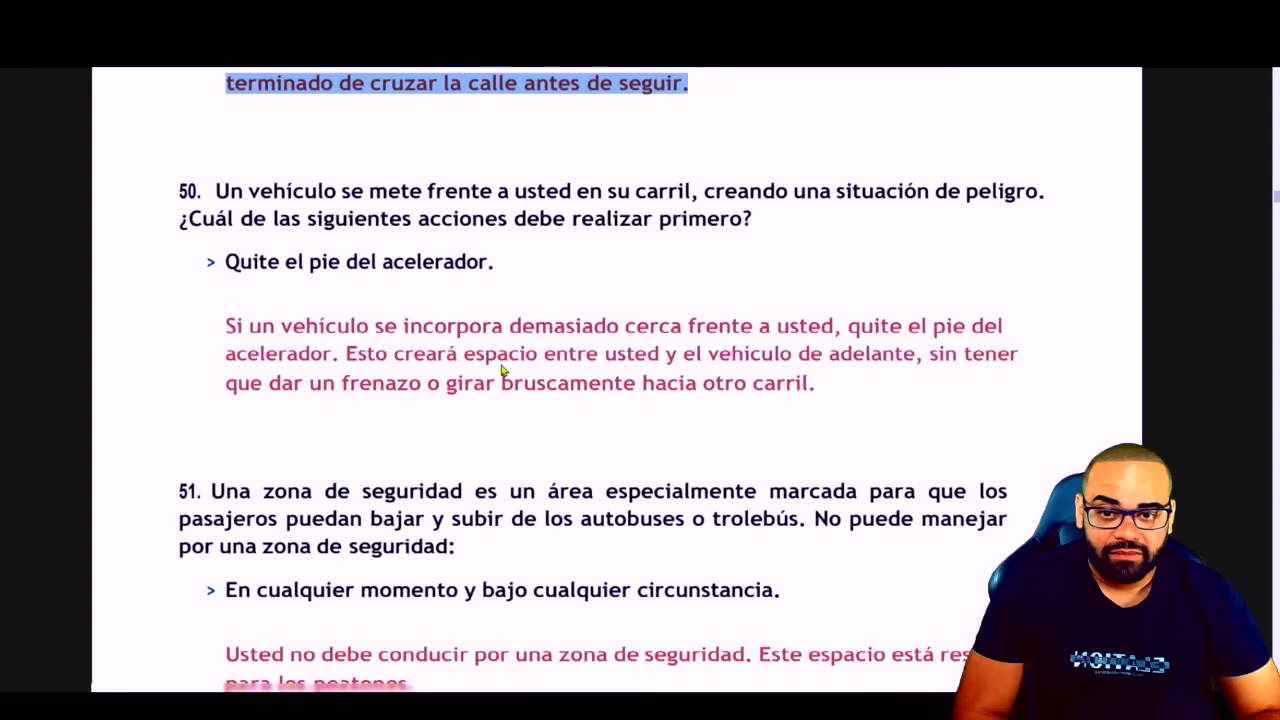 terminado de cruzar la calle antes de seguir.
50. Un vehículo se mete frente a usted en su carril, creando una situación de peligro.
¿Cuál de las siguientes acciones debe realizar primero?
> Quite el pie del acelerador.
Si un vehículo se incorpora demasiado cerca frente a usted, quite el pie del
acelerador. Esto creará espacio entre usted y el vehículo de adelante, sin tener
que dar un frenazo o girar bruscamente hacia otro carril.
51. Una zona de seguridad es un área especialmente marcada para que los
pasajeros puedan bajar y subir de los autobuses o trolebús. No puede manejar
por una zona de seguridad:
> En cualquier momento y bajo cualquier circunstancia.
Usted no debe conducir por una zona de seguridad. Este espacio está res
para los peatones